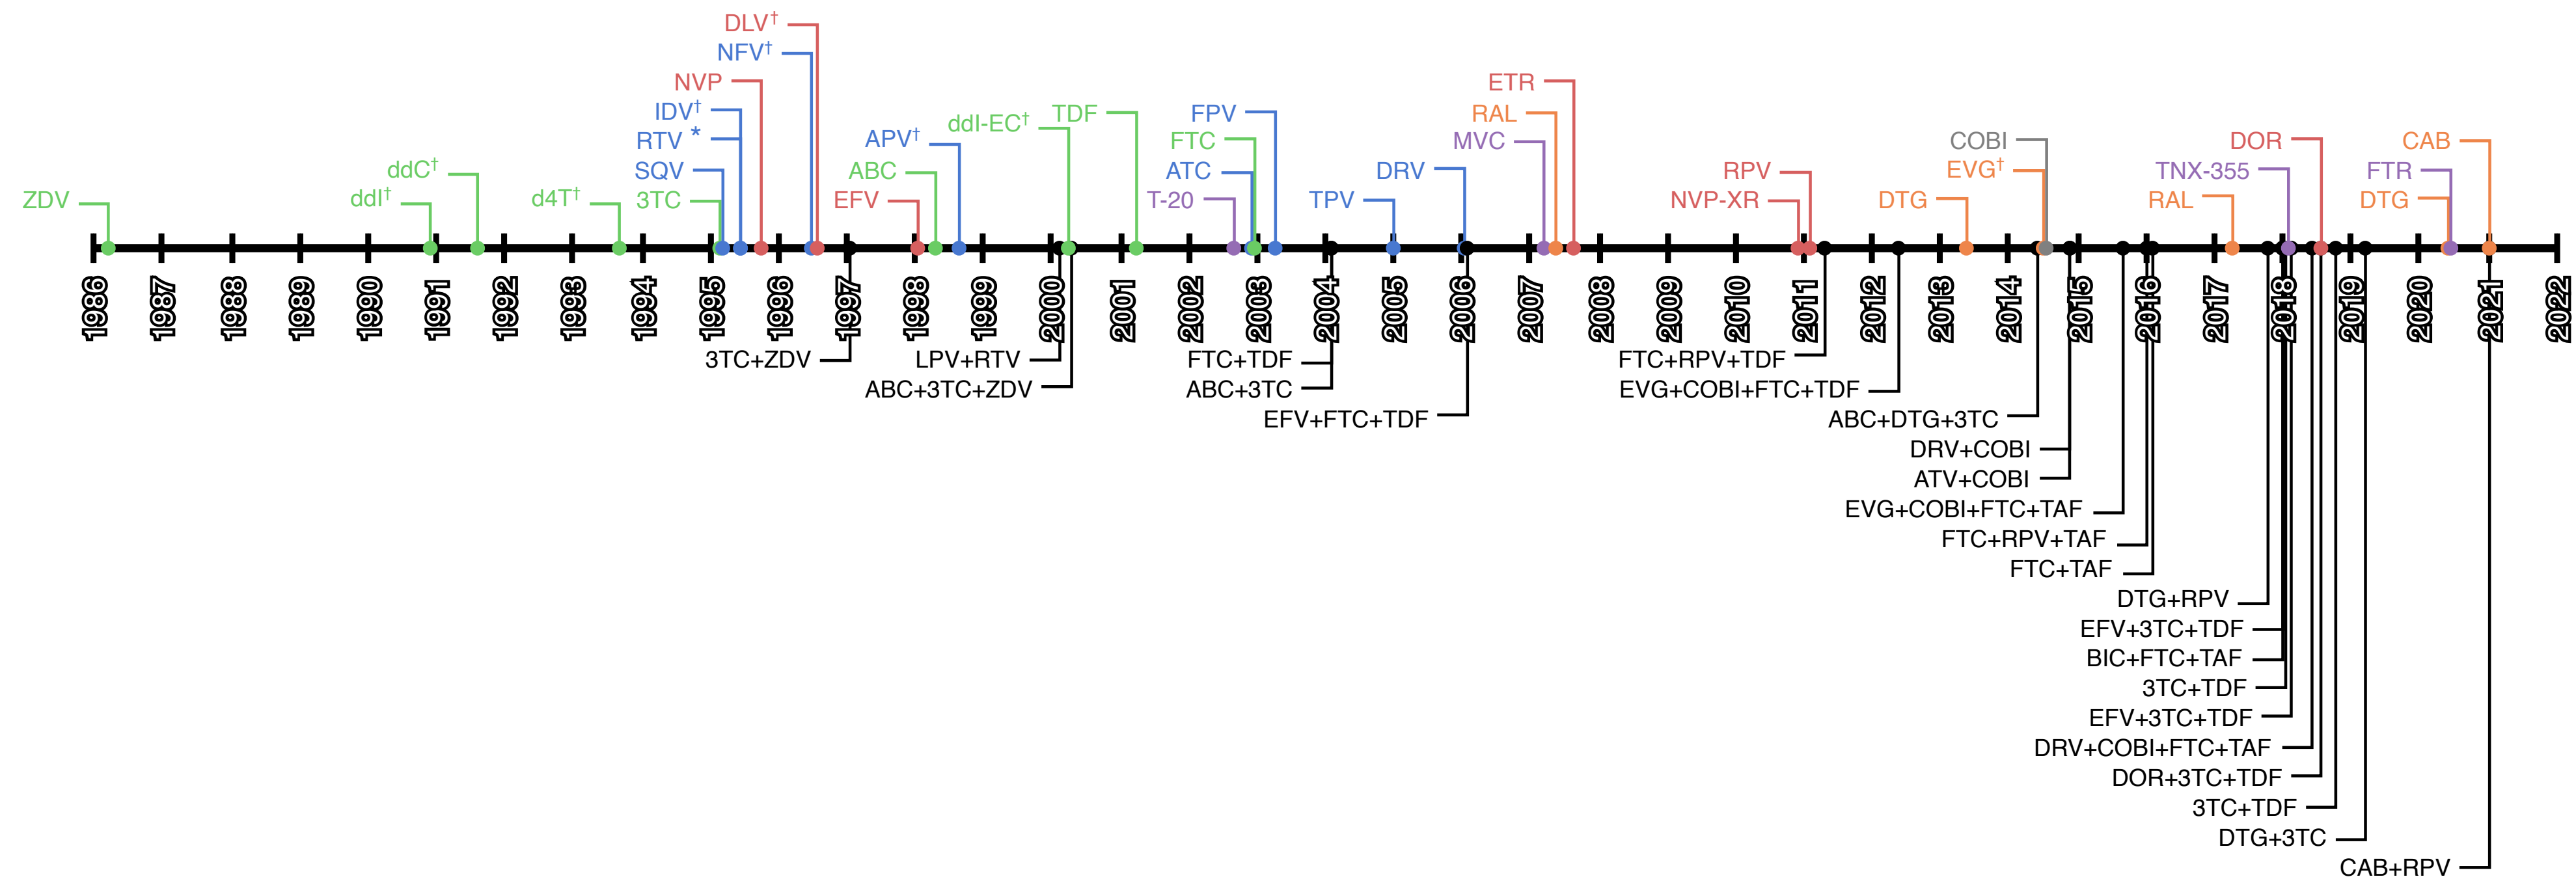 DLV†
NFV†
NVP
IDV†
RTV *
SQV
3TC
ZDV
ddI†
ddC†
d4T†
EFV
ABC
APV†
ddI-EC†
TDF
T-20
ATC
FTC
FPV
TPV
DRV
MVC
RAL
ETR
NVP-XR
RPV
DTG
EVG†
COBI
RAL
TNX-355
DOR
DTG
FTR
CAB
1986
1987
1988
1989
1990
1991
1992
1993
1994
1995
1996
1997
1998
1999
2000
2001
2002
2003
2004
2005
2006
2007
2008
2009
2010
2011
2012
2013
2014
2015
2016
2017
2018
2019
2020
2021
2022
3TC+ZDV
LPV+RTV
ABC+3TC+ZDV
FTC+TDF
ABC+3TC
EFV+FTC+TDF
FTC+RPV+TDF
EVG+COBI+FTC+TDF
ABC+DTG+3TC
DRV+COBI
ATV+COBI
EVG+COBI+FTC+TAF
FTC+RPV+TAF
FTC+TAF
DTG+RPV
EFV+3TC+TDF
BIC+FTC+TAF
3TC+TDF
EFV+3TC+TDF
DRV+COBI+FTC+TAF
DOR+3TC+TDF
3TC+TDF
DTG+3TC
CAB+RPV